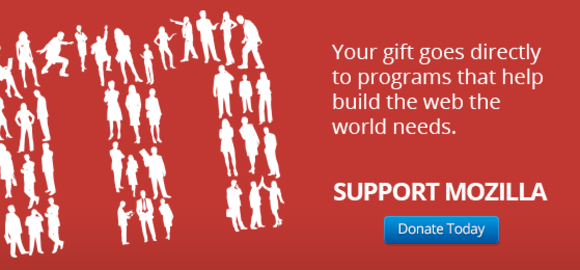 Your gift goes directly
to programs that help
build the web the
world needs.
SUPPORT MOZILLA
Donate Today